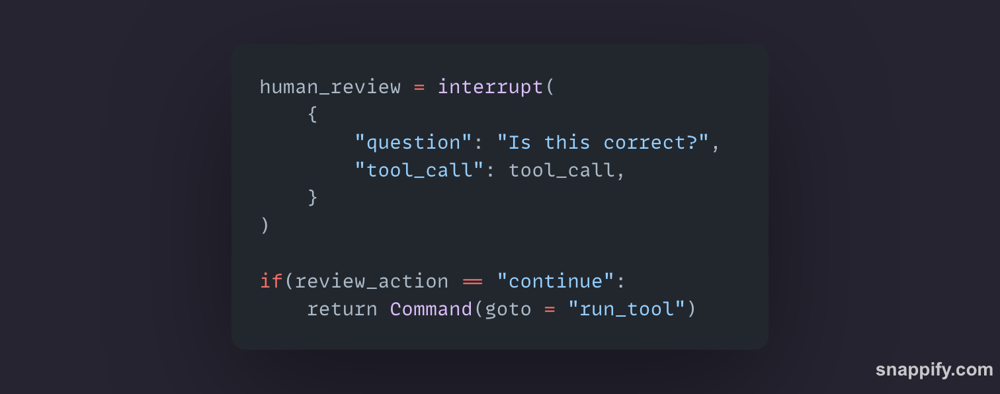 human_review = interrupt(
    {
        "question": "Is this correct?",
        "tool_call": tool_call,
    }
)

if(review_action == "continue":
    return Command(goto = "run_tool")
snappify.com